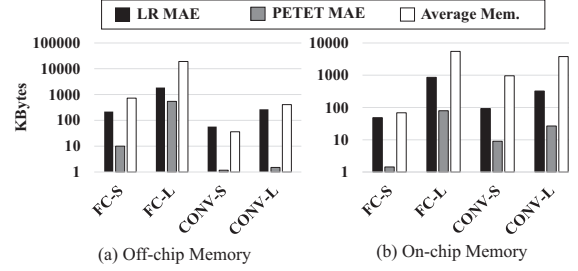 LR MAE PETET MAE Average Mem.
KBytes
100000
10000
1000
100
10
1
FC-S FC-L CONV-S CONV-L
(a) Off-chip Memory
10000
1000
100
10
1
FC-S FC-L CONV-S CONV-L
(b) On-chip Memory